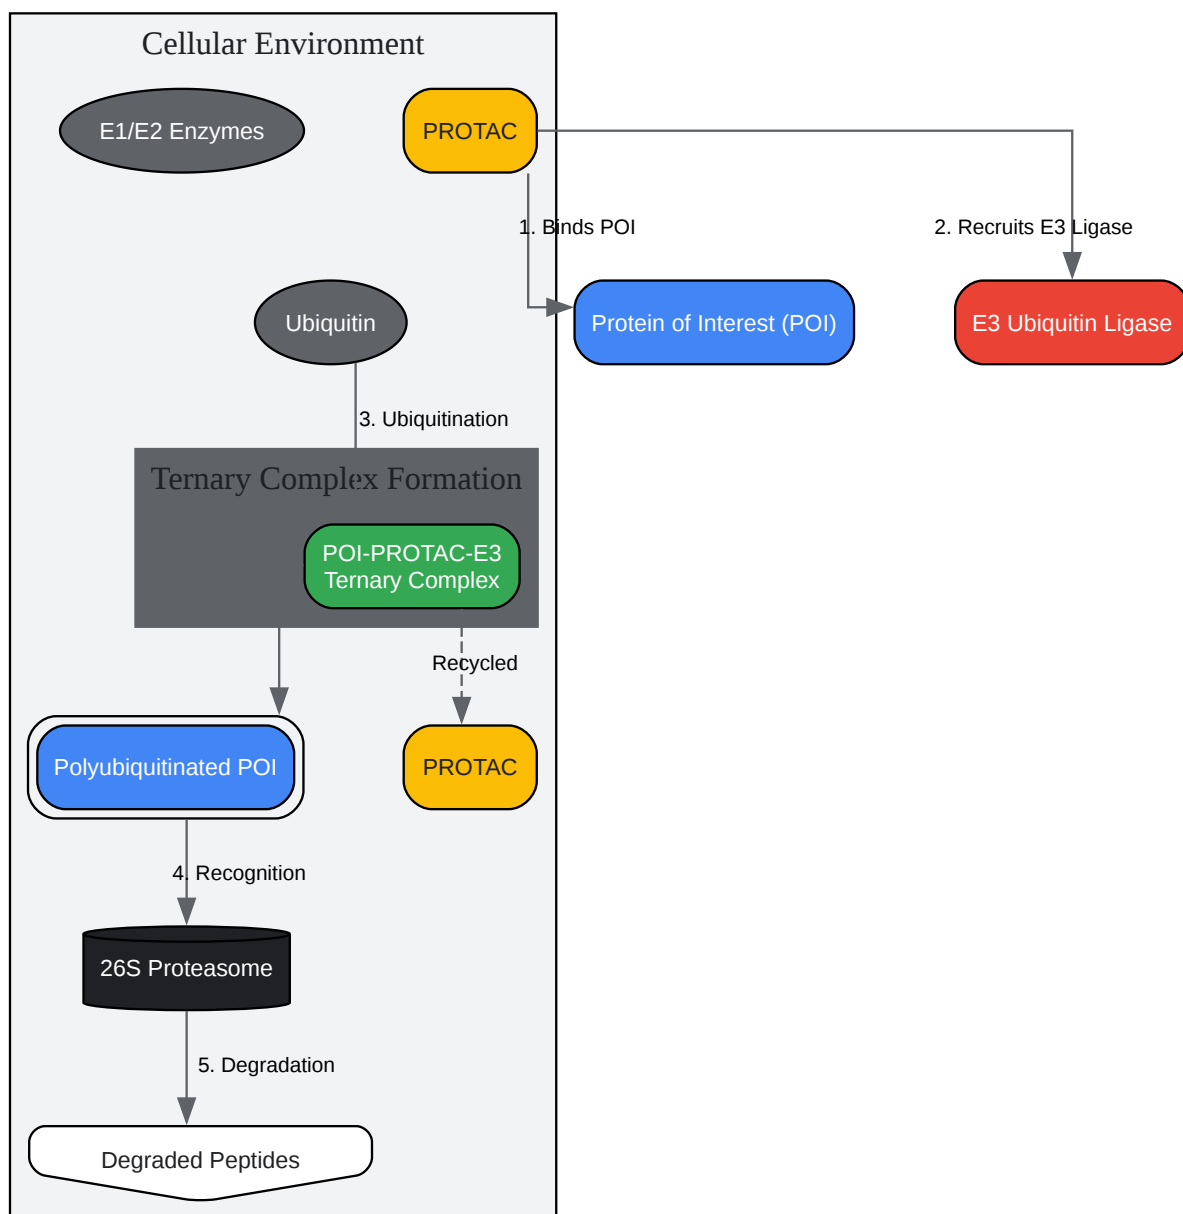 Cellular Environment
E1/E2 Enzymes
PROTAC
1. Binds POI
2. Recruits E3 Ligase
Ubiquitin
Protein of Interest (POI)
E3 Ubiquitin Ligase
3. Ubiquitination
Ternary Complex Formation
POI-PROTAC-E3
Ternary Complex
Recycled
Polyubiquitinated POI
PROTAC
4. Recognition
26S Proteasome
5. Degradation
Degraded Peptides